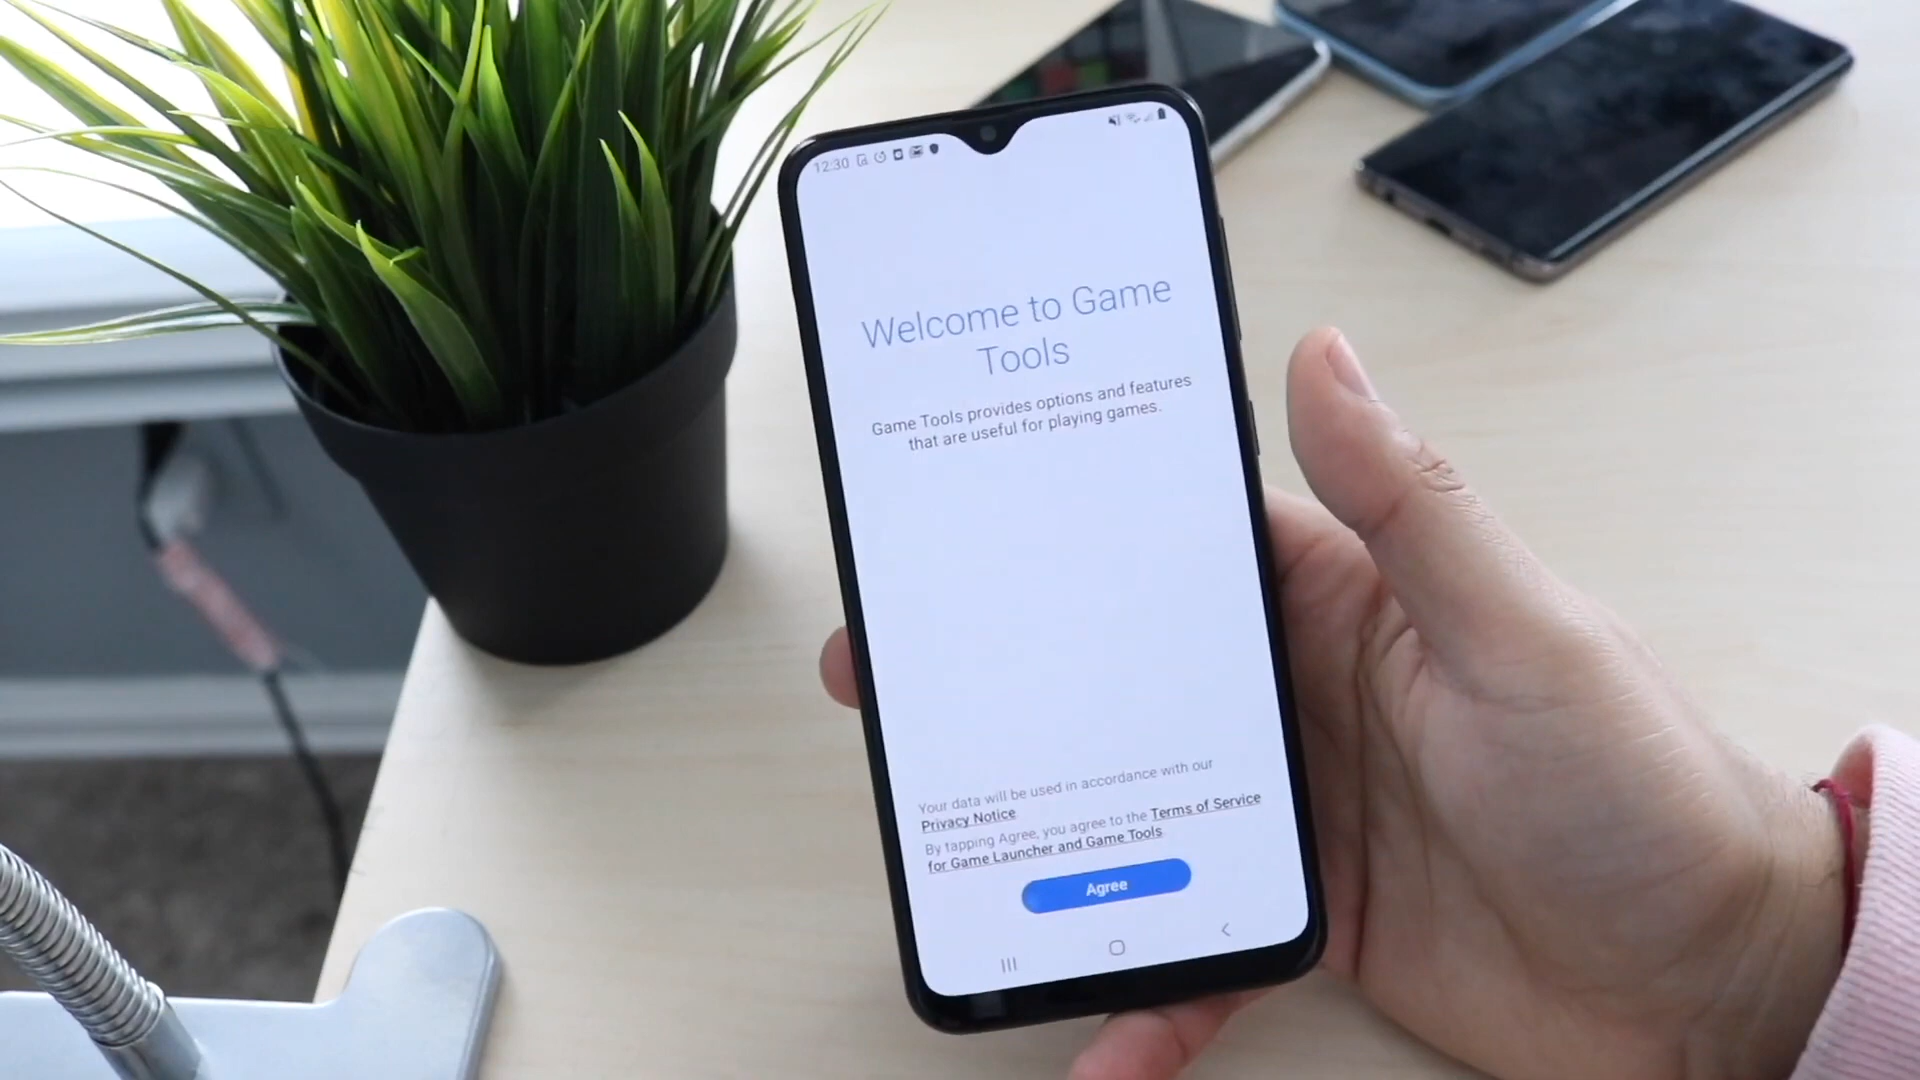 12:30
Welcome to Game
Tools
Game Tools provides options and features
that are useful for playing games.
Your data will be used in accordance with our
Privacy Notice
By tapping Agree, you agree to the Terms of Service
for Game Launcher and Game Tools
Agree